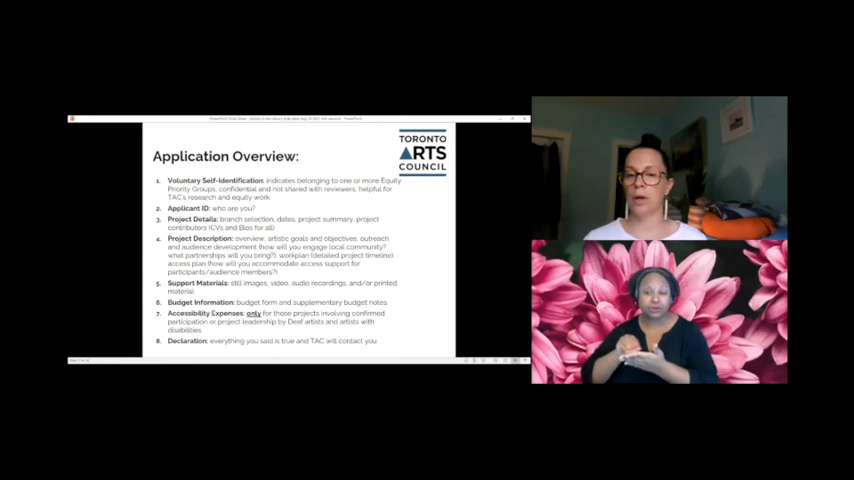 TORONTO
ARTS
COUNCIL
Application Overview:
1. Voluntary Self-Identification: indicates belonging to one or more Equity
Priority Groups, confidential and not shared with reviewers, helpful for
TAC's research and equity work
2. Applicant ID: who are you?
3. Project Details: branch selection, dates, project summary, project
contributors (CVs and Bios for all)
4. Project Description: overview, artistic goals and objectives, outreach
and audience development (how will you engage local community?
what partnerships will you bring?), workplan (detailed project timeline)
access plan (how will you accommodate access support for
participants/audience members?)
5. Support Materials: still images, video, audio recordings, and/or printed
material
6. Budget Information: budget form and supplementary budget notes
7. Accessibility Expenses: only for those projects involving confirmed
participation or project leadership by Deaf artists and artists with
disabilities
8. Declaration: everything you said is true and TAC will contact you